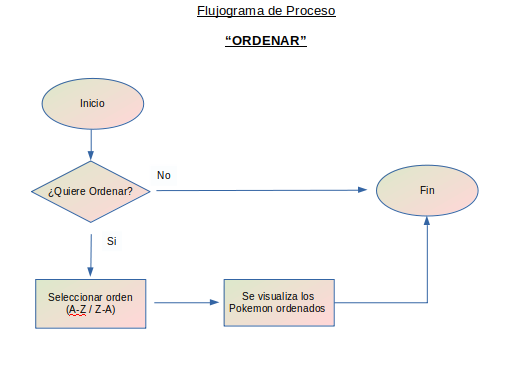 Flujograma de Proceso
“ORDENAR”
Inicio
¿Quiere Ordenar?
No
Fin
Si
Seleccionar orden
(A-Z / Z-A)
Se visualiza los
Pokemon ordenados